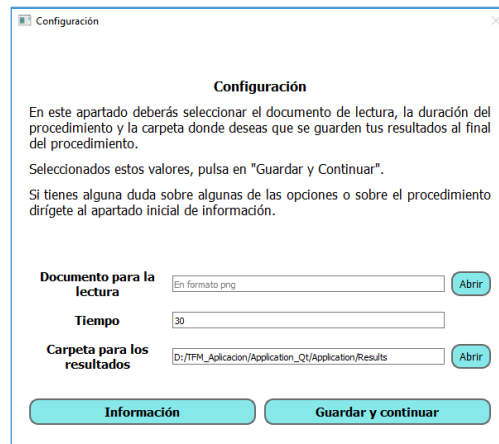 Configuración
Configuración
En este apartado deberás seleccionar el documento de lectura, la duración del
procedimiento y la carpeta donde deseas que se guarden tus resultados al final
del procedimiento.
Seleccionados estos valores, pulsa en "Guardar y Continuar".
Si tienes alguna duda sobre algunas de las opciones o sobre el procedimiento
dirígete al apartado inicial de información.
Documento para la
lectura
En formato png
Abrir
Tiempo
30
Carpeta para los
resultados
D:/TFM_Aplicacion/Application_Qt/Application/Results
Abrir
Información
Guardar y continuar